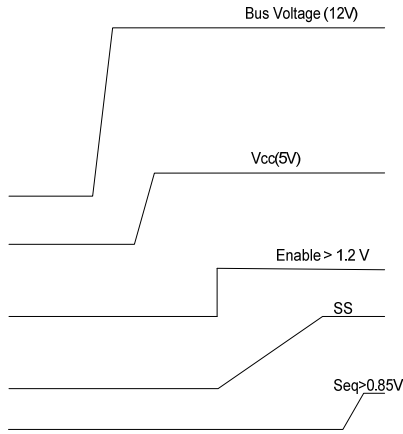 Bus Voltage (12V)
Vcc(5V)
Enable > 1.2 V
SS
Seq>0.85V